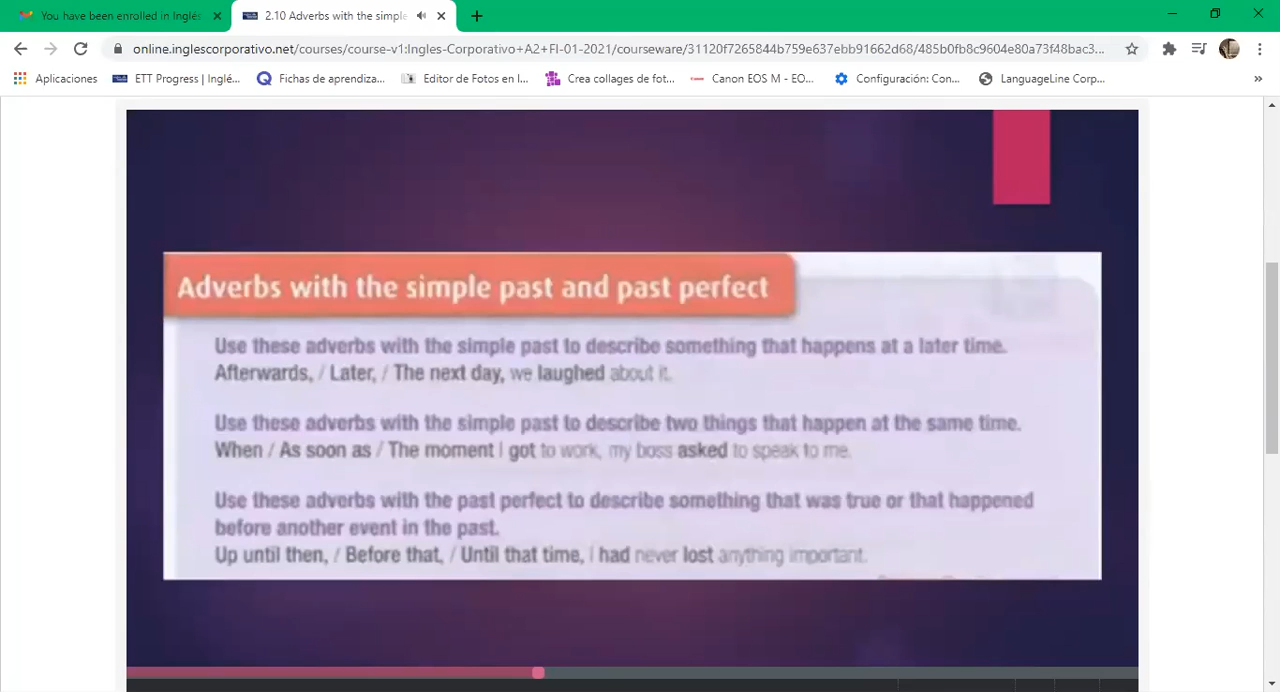 You have been enrolled in Inglés
2.10 Adverbs with the simple
online.inglescorporativo.net/courses/course-v1:Ingles-Corporativo+A2+FI-01-2021/courseware/31120f7265844b759e637ebb91662d68/485b0fb8c9604e80a73f48bac3...
Aplicaciones
ETT Progress | Inglé...
Fichas de aprendiza...
Editor de Fotos en l...
Crea collages de fot...
Canon EOS M - EO...
Configuración: Con...
LanguageLine Corp...
Adverbs with the simple past and past perfect
Use these adverbs with the simple past to describe something that happens at a later time.
Afterwards, / Later, / The next day, we laughed about it.
Use these adverbs with the simple past to describe two things that happen at the same time.
When / As soon as / The moment I got to work, my boss asked to speak to me.
Use these adverbs with the past perfect to describe something that was true or that happened
before another event in the past.
Up until then, / Before that, / Until that time, I had never lost anything important.